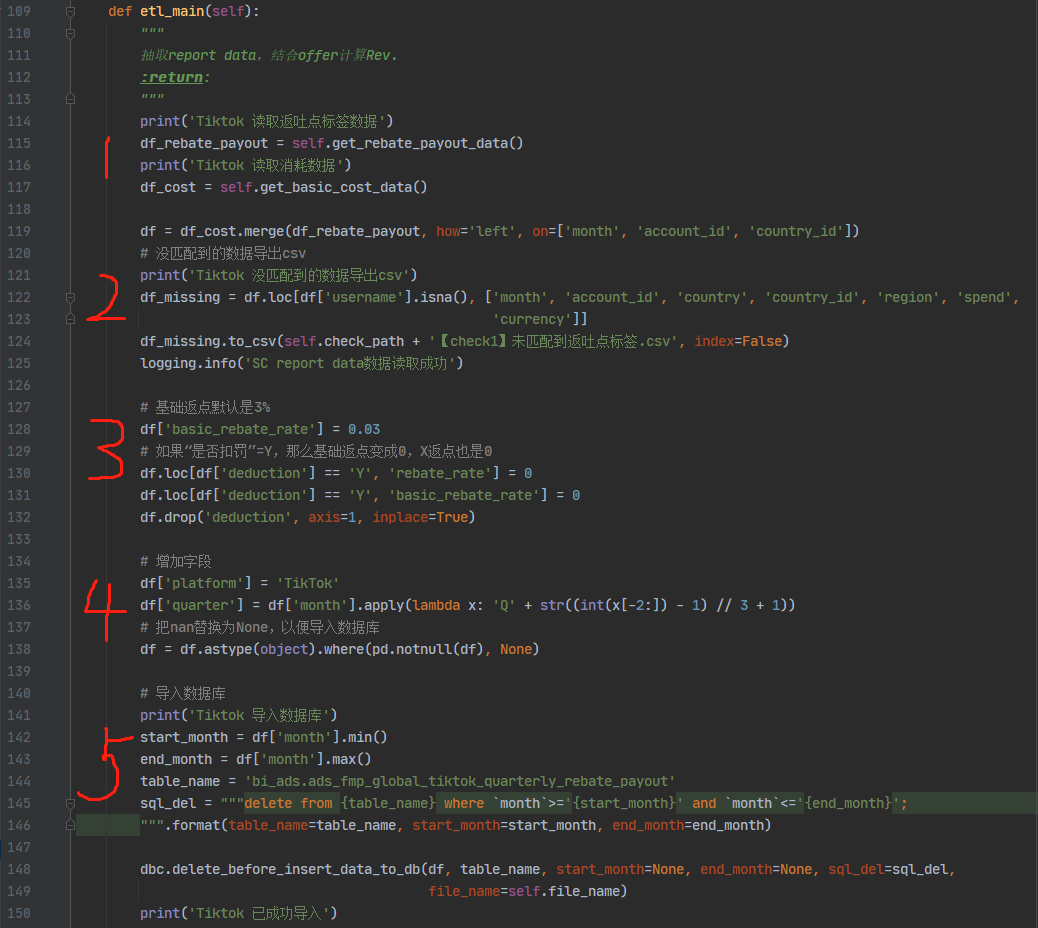 109 def etl_main(self):
110 """
111 抽取report data, 结合offer计算Rev.
112 :return:
113 """
114 print('Tiktok 读取返吐点标签数据')
115 df_rebate_payout = self.get_rebate_payout_data()
1
116 print('Tiktok 读取消耗数据')
117 df_cost = self.get_basic_cost_data()
118
119 df = df_cost.merge(df_rebate_payout, how='left', on=['month', 'account_id', 'country_id'])
120 # 没匹配到的数据导出csv
121 print('Tiktok 没匹配到的数据导出csv')
2
122 df_missing = df.loc[df['username'].isna(), ['month', 'account_id', 'country', 'country_id', 'region', 'spend',
123 'currency']]
124 df_missing.to_csv(self.check_path + '【check1】未匹配到返吐点标签.csv', index=False)
125 logging.info('SC report data数据读取成功')
126
127 # 基础返点默认是3%
128 df['basic_rebate_rate'] = 0.03
3
129 # 如果“是否扣罚”=Y，那么基础返点变成0，X返点也是0
130 df.loc[df['deduction'] == 'Y', 'rebate_rate'] = 0
131 df.loc[df['deduction'] == 'Y', 'basic_rebate_rate'] = 0
132 df.drop('deduction', axis=1, inplace=True)
133
134 # 增加字段
135 df['platform'] = 'TikTok'
4
136 df['quarter'] = df['month'].apply(lambda x: 'Q' + str((int(x[-2:]) - 1) // 3 + 1))
137 # 把nan替换为None，以便导入数据库
138 df = df.astype(object).where(pd.notnull(df), None)
139
140 # 导入数据库
141 print('Tiktok 导入数据库')
142 start_month = df['month'].min()
5
143 end_month = df['month'].max()
144 table_name = 'bi_ads.ads_fmp_global_tiktok_quarterly_rebate_payout'
145 sql_del = """delete from {table_name} where `month`>='{start_month}' and `month`<='{end_month}';
146 """.format(table_name=table_name, start_month=start_month, end_month=end_month)
147
148 dbc.delete_before_insert_data_to_db(df, table_name, start_month=None, end_month=None, sql_del=sql_del,
149 file_name=self.file_name)
150 print('Tiktok 已成功导入')